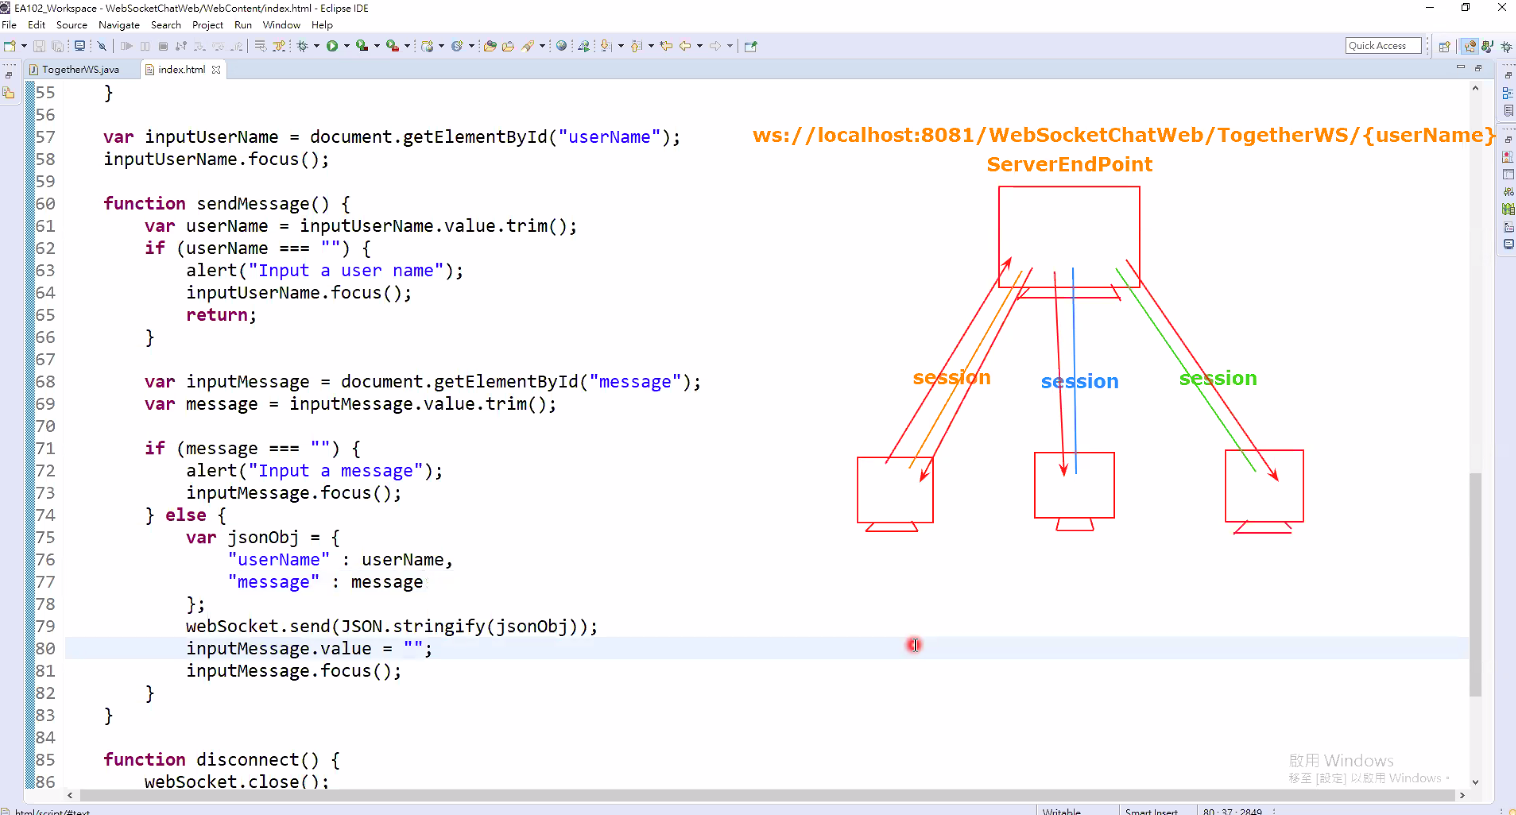 EA102_Workspace - WebSocketChatWeb/WebContent/index.html - Eclipse IDE
File Edit Source Navigate Search Project Run Window Help
Quick Access
TogetherWS.java index.html
55 }
56
57 var inputUserName = document.getElementById("userName");
58 inputUserName.focus();
59
60 function sendMessage() {
61 var userName = inputUserName.value.trim();
62 if (userName === "") {
63 alert("Input a user name");
64 inputUserName.focus();
65 return;
66 }
67
68 var inputMessage = document.getElementById("message");
69 var message = inputMessage.value.trim();
70
71 if (message === "") {
72 alert("Input a message");
73 inputMessage.focus();
74 } else {
75 var jsonObj = {
76 "userName" : userName,
77 "message" : message
78 };
79 webSocket.send(JSON.stringify(jsonObj));
80 inputMessage.value = "";
81 inputMessage.focus();
82 }
83 }
84
85 function disconnect() {
86 webSocket.close();
ws://localhost:8081/WebSocketChatWeb/TogetherWS/{userName}
ServerEndPoint
session session session
啟用 Windows
移至 [設定] 以啟用 Windows。
html/script/#text Writable Smart Insert 80 : 37 : 2849